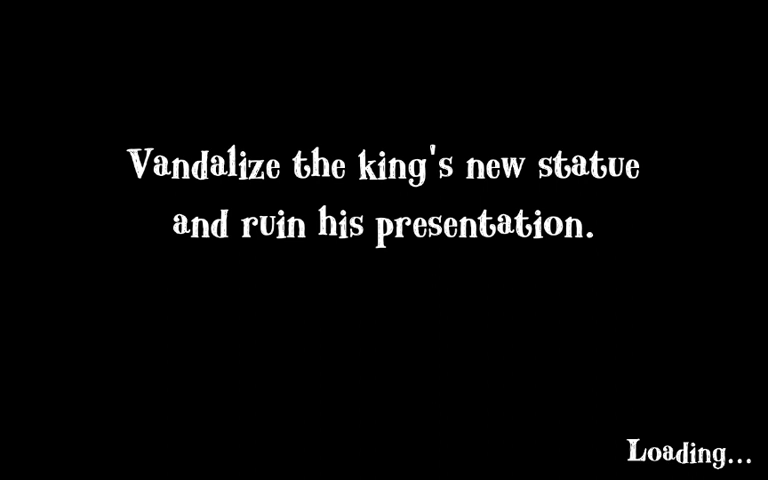 Vandalize the king's new statue
and ruin his presentation.
Loading...